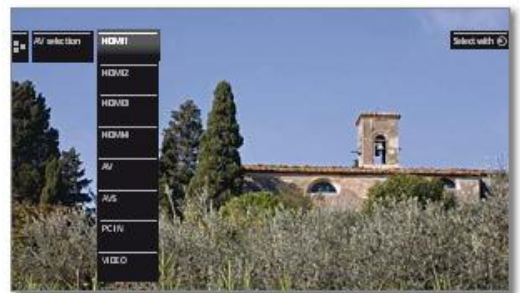 AV selection
HDMI1
HDMI2
HDMI3
HDMI4
AV
AVS
PC IN
VIDEO
Select with